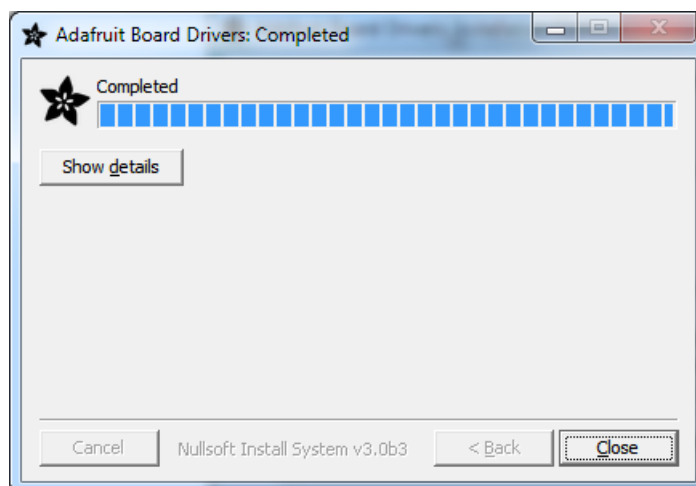 Adafruit Board Drivers: Completed
Completed
Show details
Cancel
Nullsoft Install System v3.0b3
< Back
Close